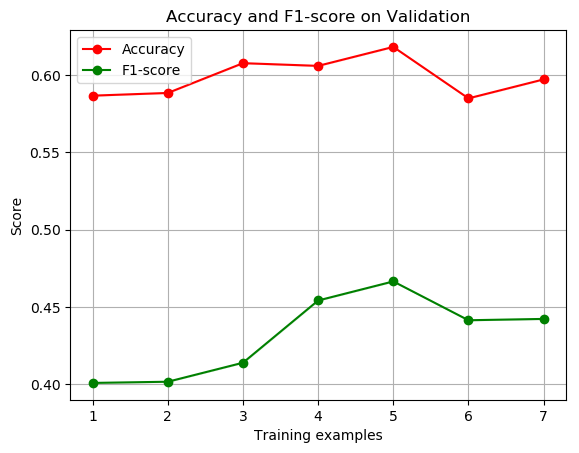 Accuracy and F1-score on Validation
Accuracy
F1-score
0.60
0.55
0.50
0.45
0.40
Score
1 2 3 4 5 6 7
Training examples